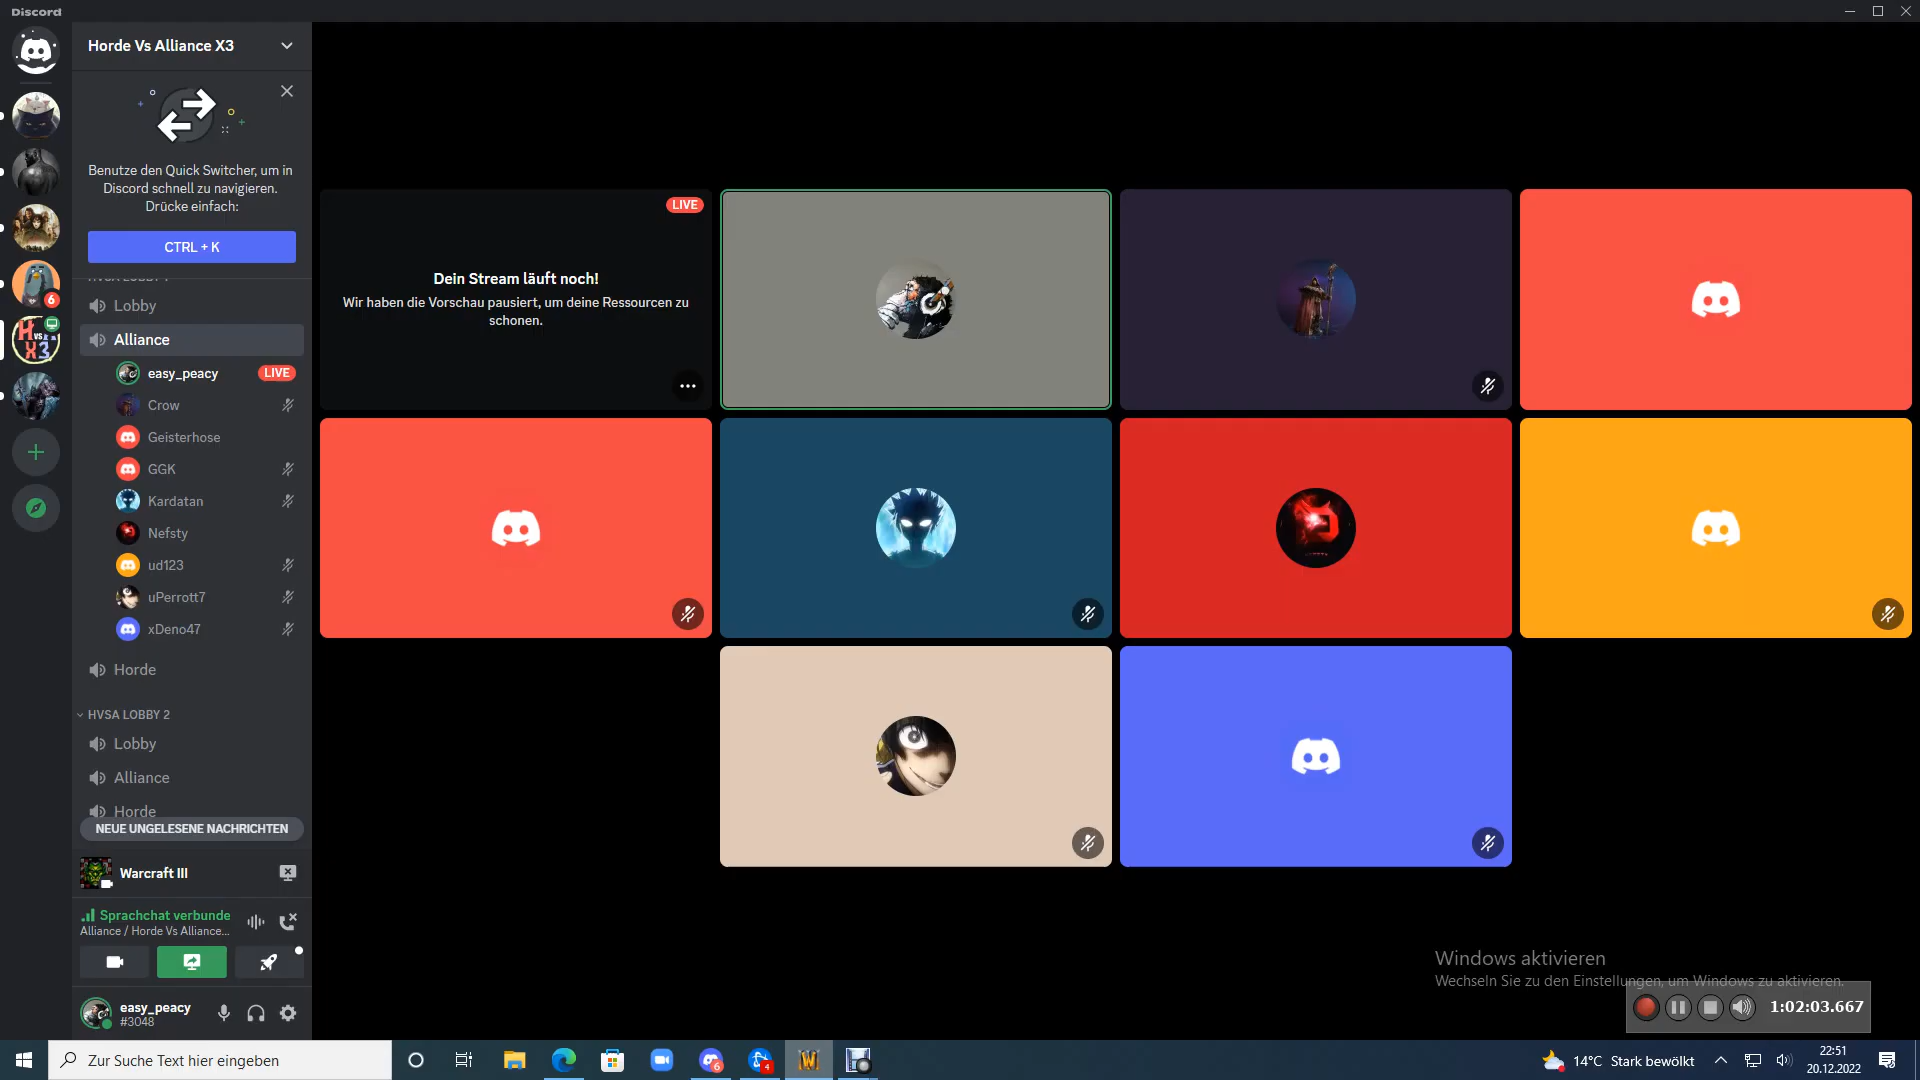 Discord
Horde Vs Alliance X3
Benutze den Quick Switcher, um in
Discord schnell zu navigieren.
Drücke einfach:
CTRL + K
Lobby
Alliance
easy_peacy
LIVE
Crow
Geisterhose
GGK
Kardatan
Nefsty
ud123
uPerrott7
xDeno47
Horde
HVSA LOBBY 2
Lobby
Alliance
Horde
NEUE UNGELESENE NACHRICHTEN
Warcraft III
Sprachchat verbunde
Alliance / Horde Vs Alliance...
easy_peacy
#3048
6
LIVE
Dein Stream läuft noch!
Wir haben die Vorschau pausiert, um deine Ressourcen zu
schonen.
Windows aktivieren
Wechseln Sie zu den Einstellungen, um Windows zu aktivieren.
1:02:03.667
Zur Suche Text hier eingeben
6
4
14°C Stark bewölkt
22:51
20.12.2022